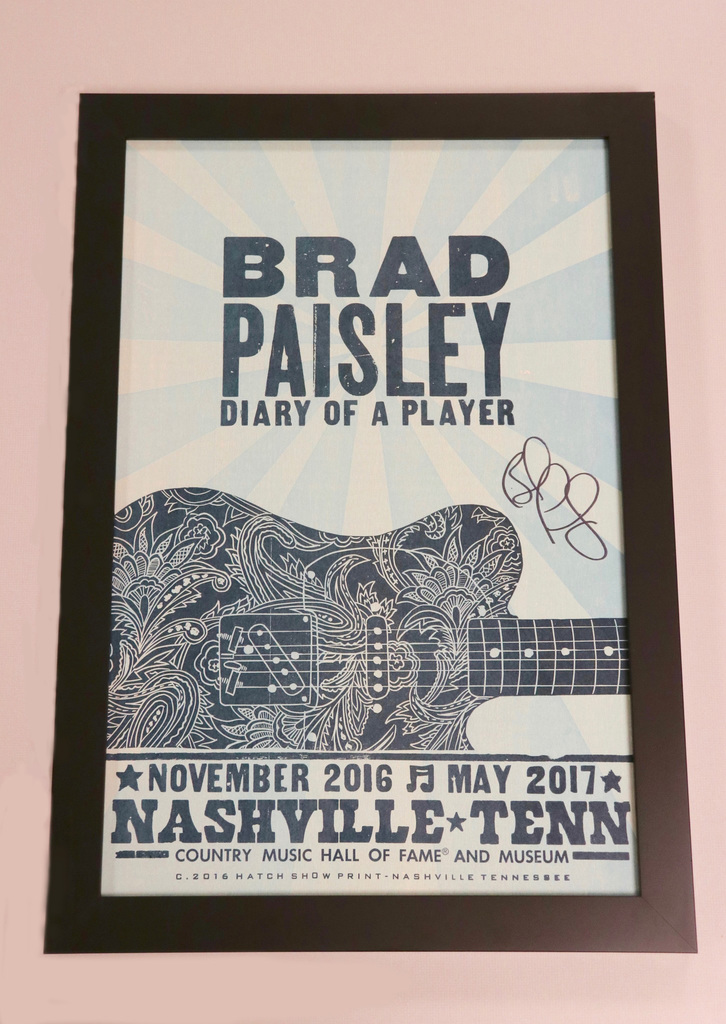 BRAD
PAISLEY
DIARY OF A PLAYER
★NOVEMBER 2016 ♫ MAY 2017★
NASHVILLE★TENN
COUNTRY MUSIC HALL OF FAME® AND MUSEUM
C.2016 HATCH SHOW PRINT-NASHVILLE TENNESSEE